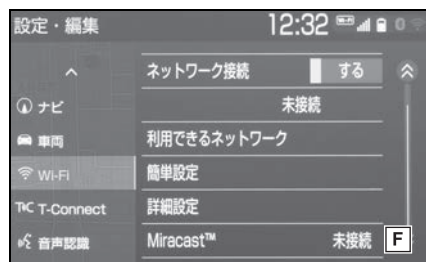 設定・編集 12:32
ネットワーク接続 する
ナビ 未接続
車両 利用できるネットワーク
Wi-Fi 簡単設定
T-Connect 詳細設定
音声認識 Miracast™ 未接続 F